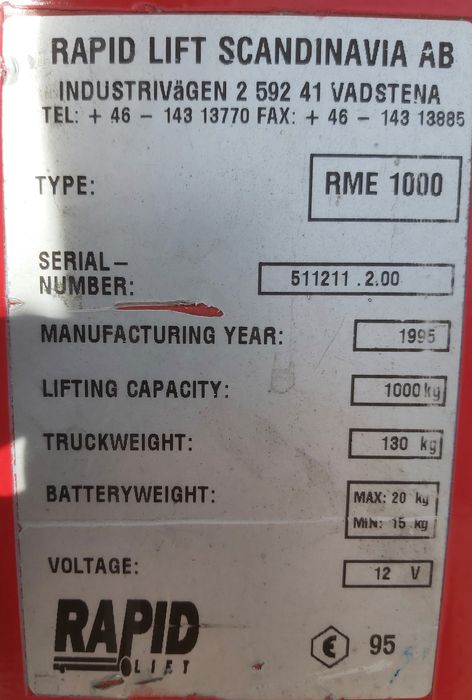 RAPID LIFT SCANDINAVIA AB
INDUSTRIVäGEN 2 592 41 VADSTENA
TEL: + 46 - 143 13770 FAX: + 46 - 143 13885
TYPE: RME 1000
SERIAL-
NUMBER: 511211 .2.00
MANUFACTURING YEAR: 1995
LIFTING CAPACITY: 1000kg
TRUCKWEIGHT: 130 kg
BATTERYWEIGHT: MAX: 20 kg
MIN: 15 kg
VOLTAGE: 12 V
RAPID
LIFT
€ 95